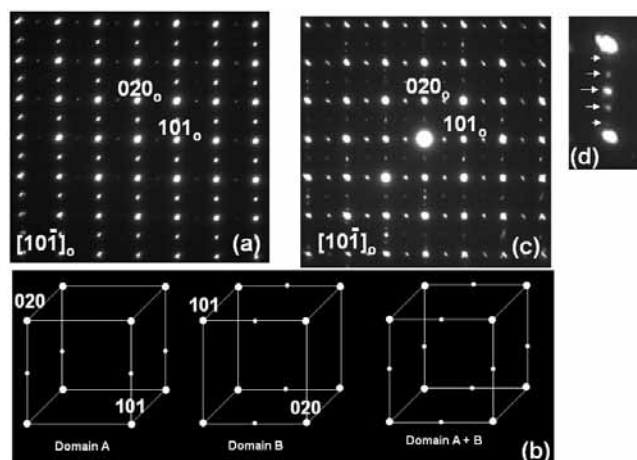 020o
101o
[101̄]o
(a)
020o
101o
[101̄]o
(c)
(d)
020
101
Domain A
101
020
Domain B
Domain A + B
(b)